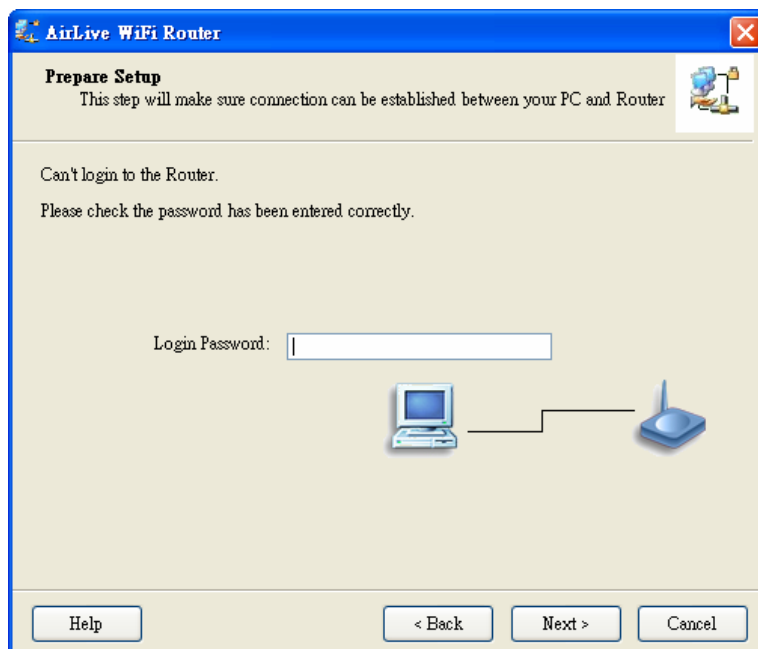 AirLive WiFi Router
Prepare Setup
This step will make sure connection can be established between your PC and Router
Can't login to the Router.
Please check the password has been entered correctly.
Login Password:
Help
< Back
Next >
Cancel